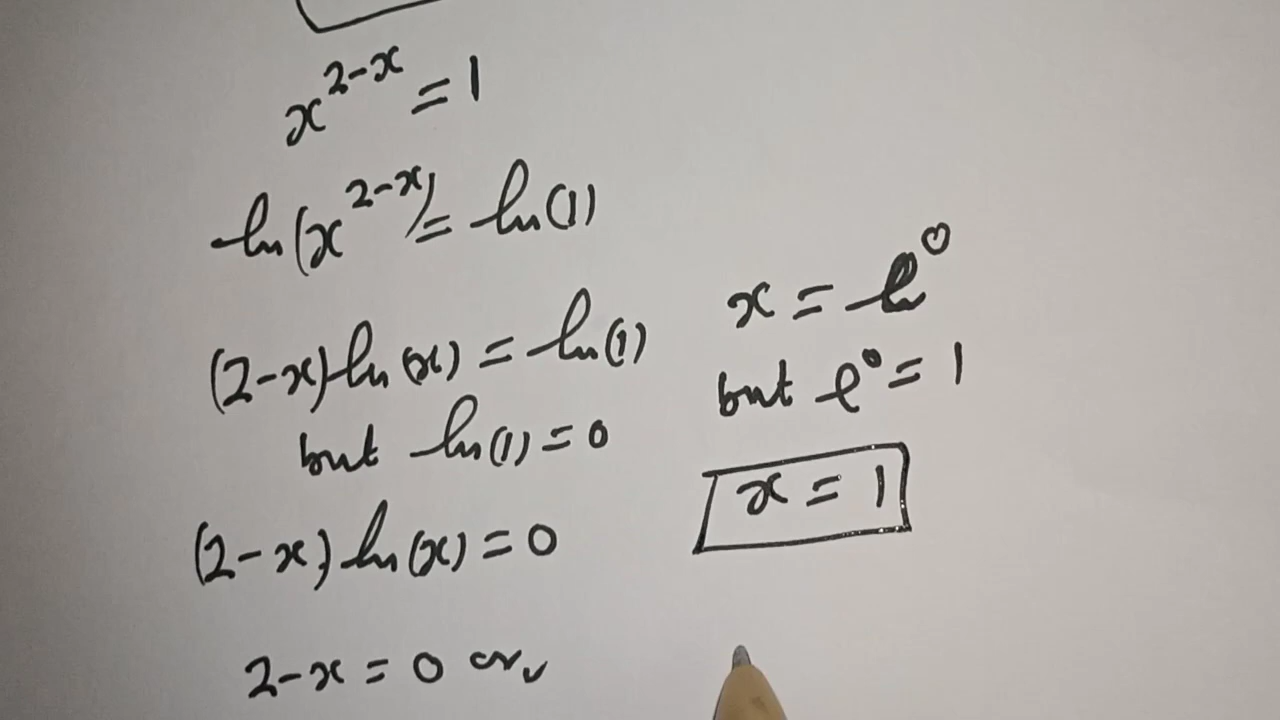 x^{2-x} = 1
ln(x^{2-x}) = ln(1)
(2-x) ln(x) = ln(1)
but ln(1) = 0
(2-x) ln(x) = 0
2-x = 0 or
x = e^0
but e^0 = 1
x = 1